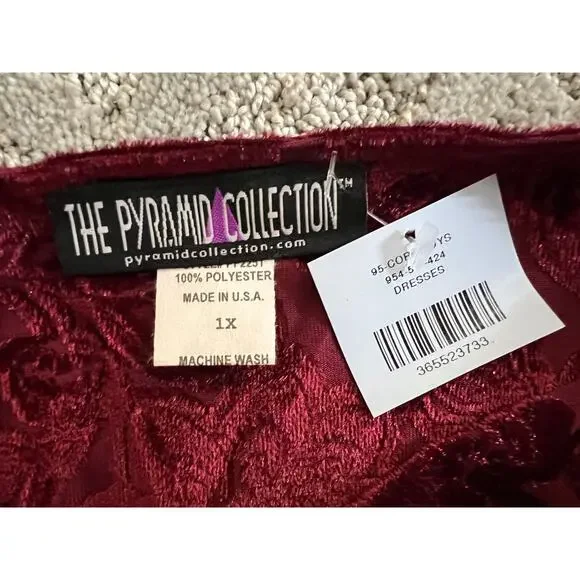 THE PYRAMID COLLECTION™
pyramidcollection.com
100% POLYESTER
MADE IN U.S.A.
1X
MACHINE WASH
DRESSES
365523733